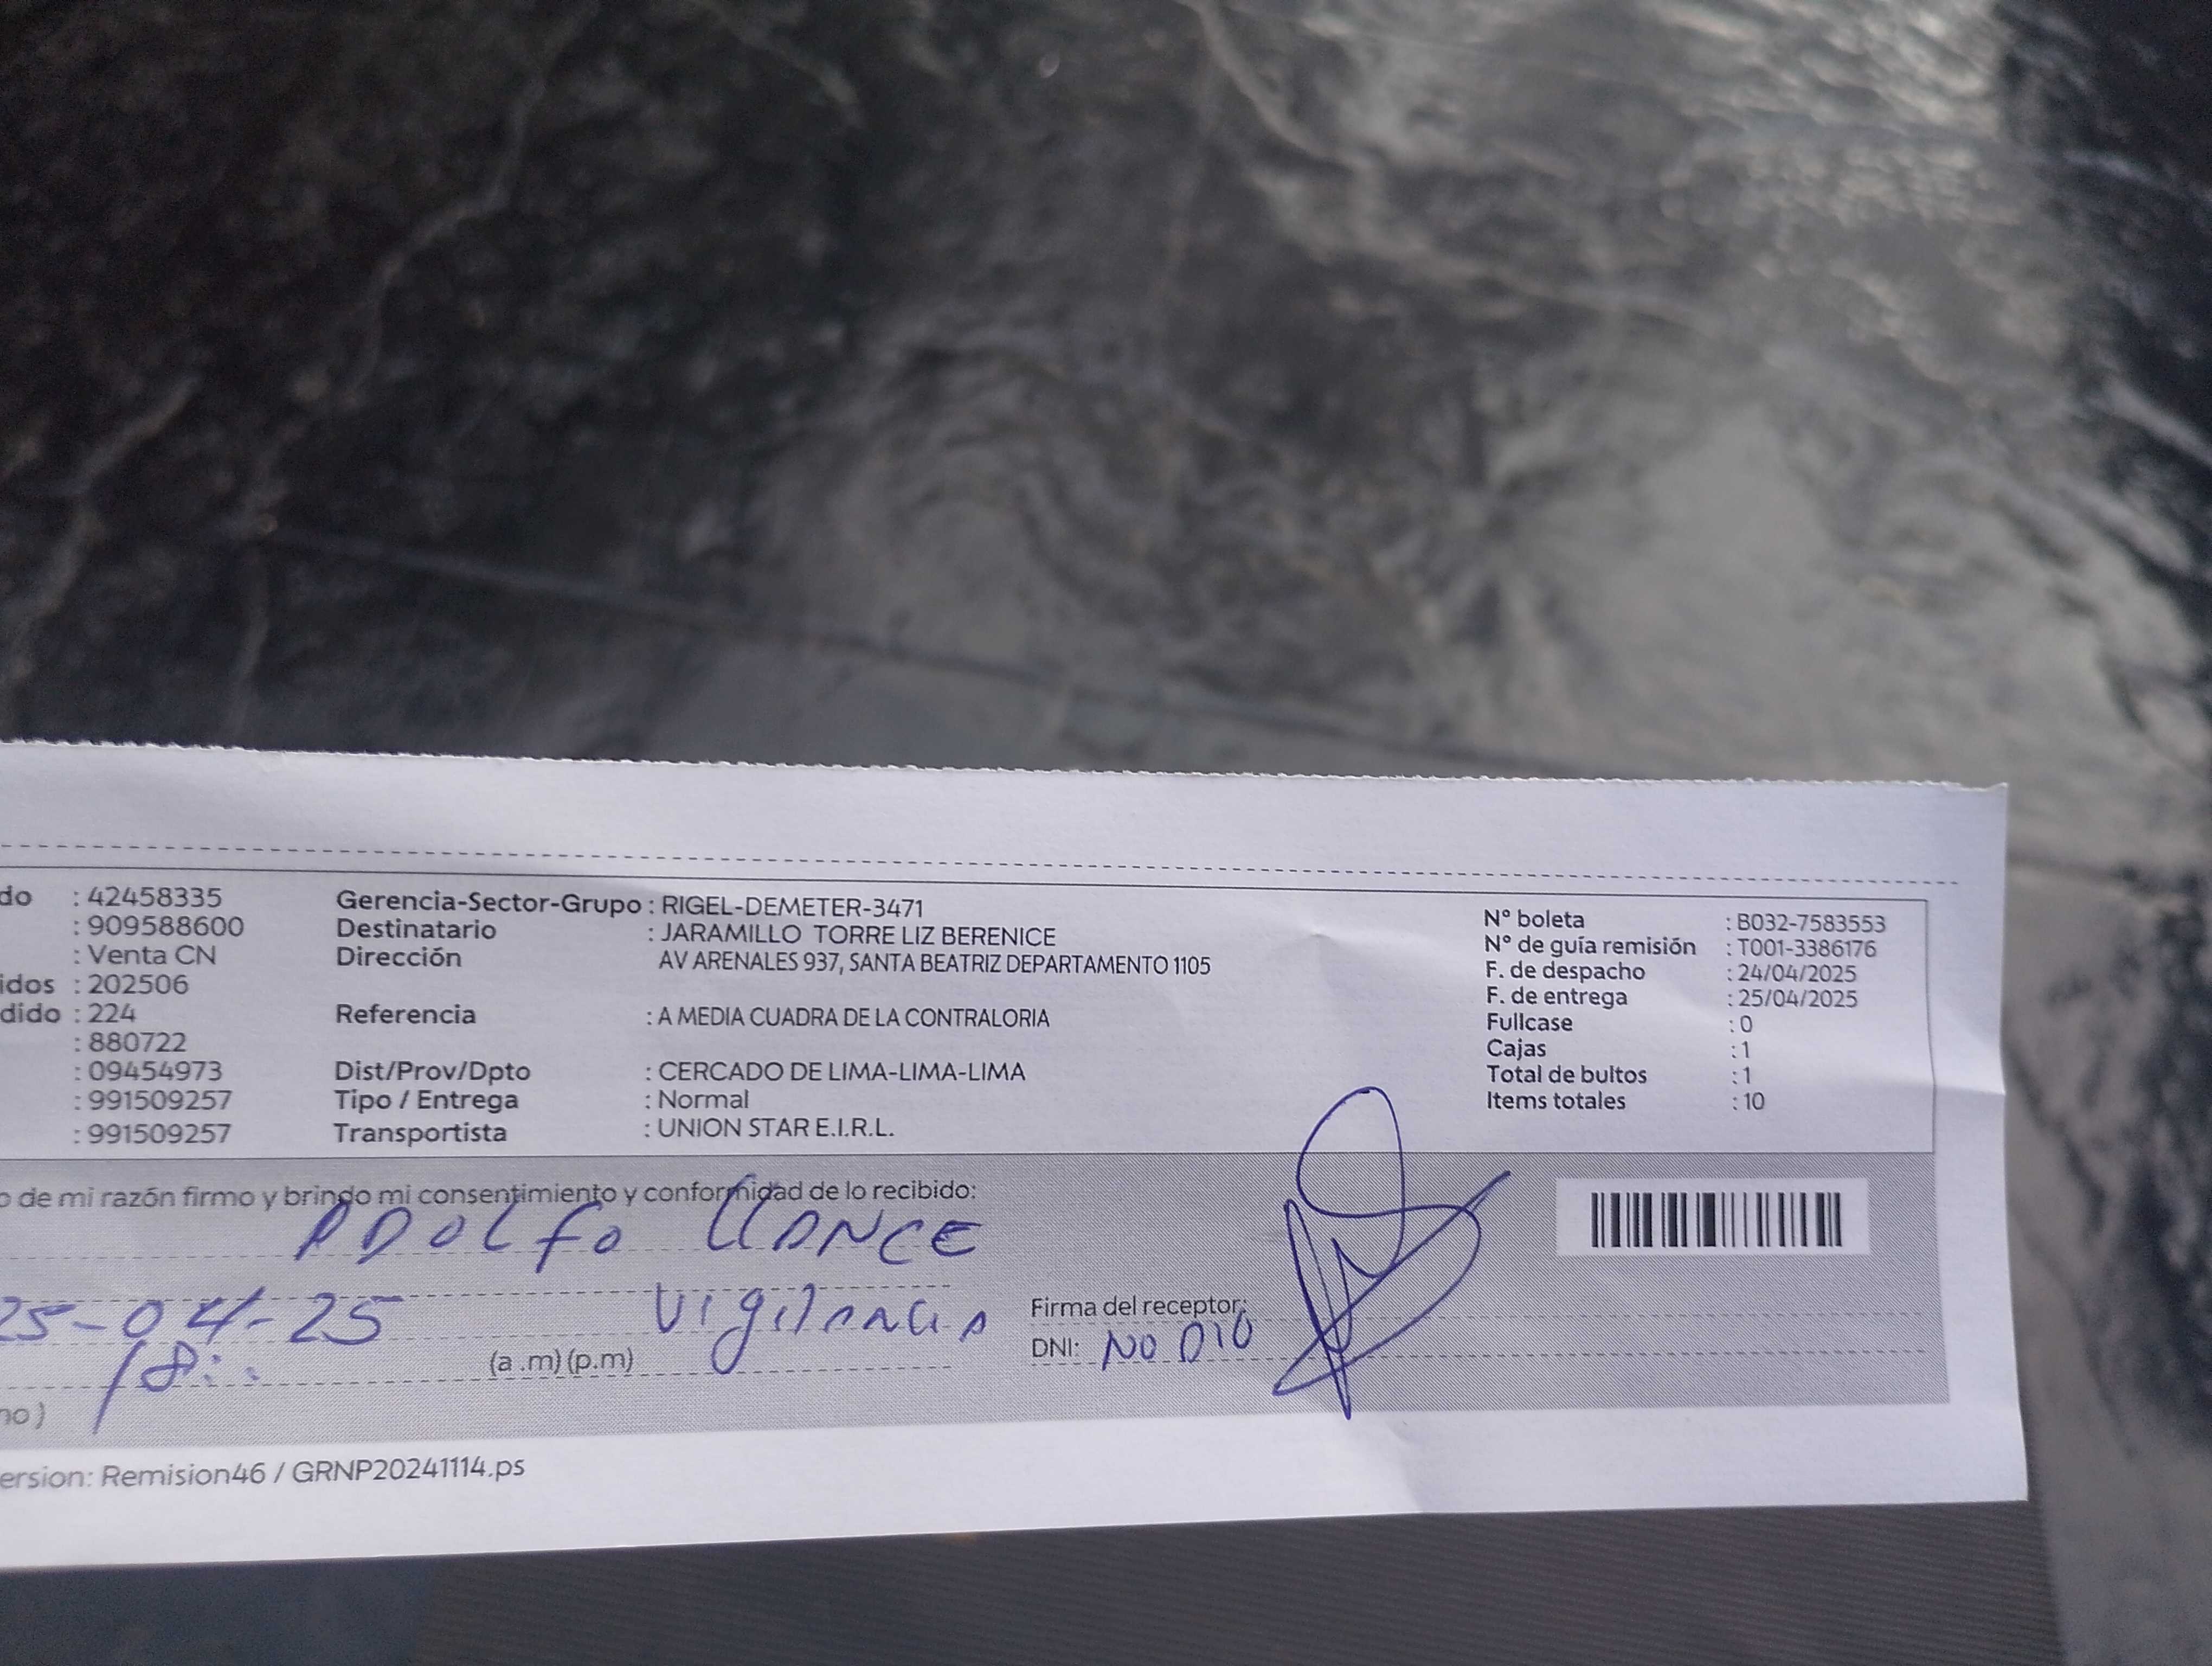 do : 42458335
: 909588600
: Venta CN
idos : 202506
dido : 224
: 880722
: 09454973
: 991509257
: 991509257
Gerencia-Sector-Grupo : RIGEL-DEMETER-3471
Destinatario : JARAMILLO TORRE LIZ BERENICE
Dirección AV ARENALES 937, SANTA BEATRIZ DEPARTAMENTO 1105
Referencia : A MEDIA CUADRA DE LA CONTRALORIA
Dist/Prov/Dpto : CERCADO DE LIMA-LIMA-LIMA
Tipo / Entrega : Normal
Transportista : UNION STAR E.I.R.L.
N° boleta : B032-7583553
N° de guía remisión : T001-3386176
F. de despacho : 24/04/2025
F. de entrega : 25/04/2025
Fullcase : 0
Cajas : 1
Total de bultos : 1
Items totales : 10
o de mi razón firmo y brindo mi consentimiento y conformidad de lo recibido:
ADOLFO LLANCE
25-04-25 Vigilancia
18:.. (a .m) (p.m)
Firma del receptor:
DNI: NO DIO
no)
ersion: Remision46 / GRNP20241114.ps